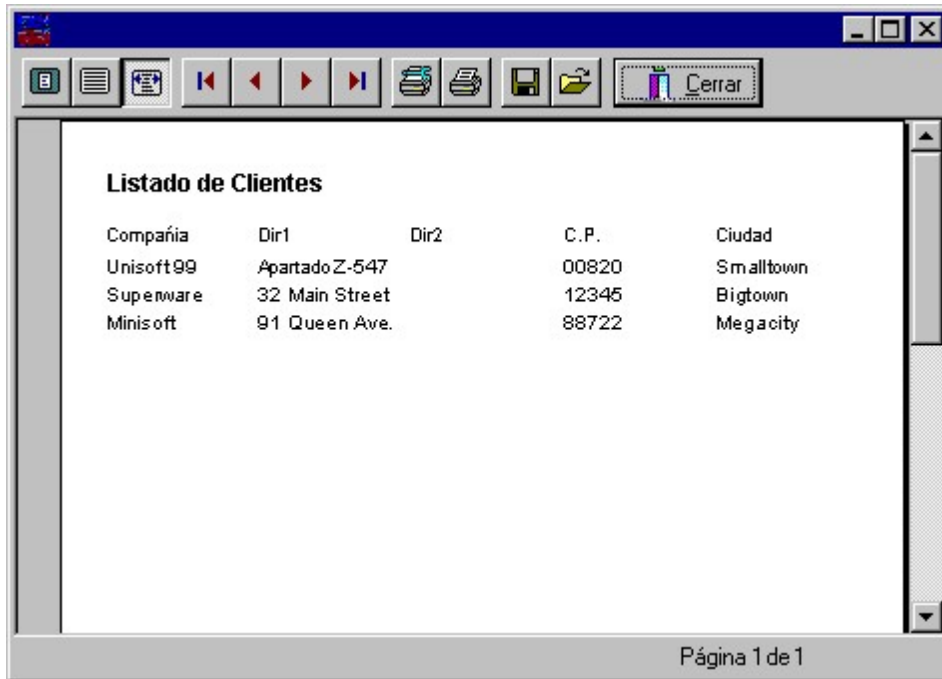 Cerrar
Listado de Clientes
Compańia Dir1 Dir2 C.P. Ciudad
Unisoft99 Apartado Z-547 00820 Smalltown
Superware 32 Main Street 12345 Bigtown
Minisoft 91 Queen Ave. 88722 Megacity
Página 1 de 1